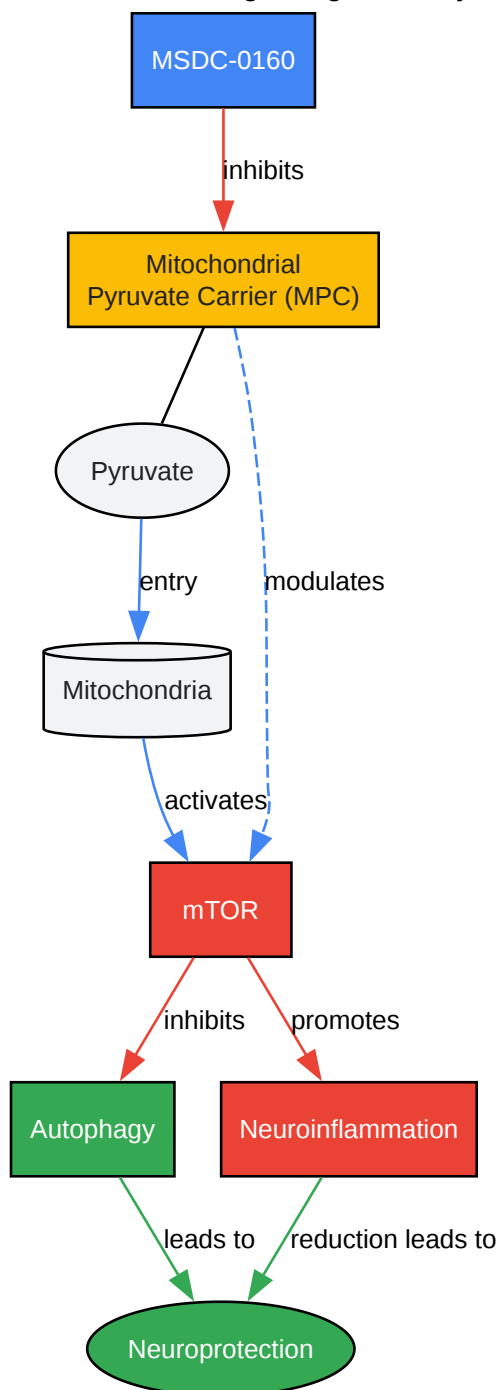 MSDC-0160
inhibits
Mitochondrial
Pyruvate Carrier (MPC)
Pyruvate
entry
modulates
Mitochondria
activates
mTOR
inhibits
promotes
Autophagy
Neuroinflammation
leads to
reduction leads to
Neuroprotection